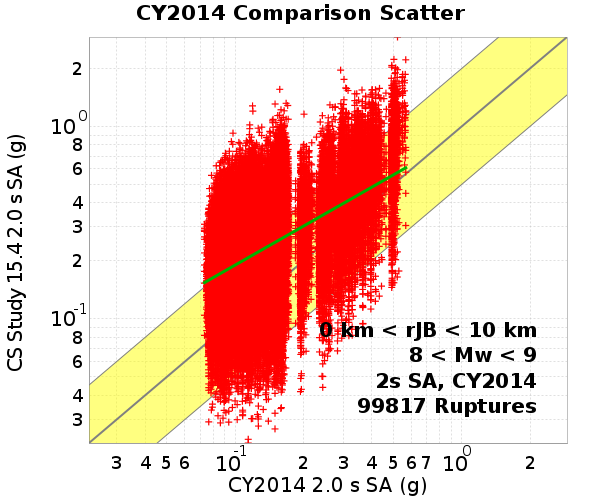 CY2014 Comparison Scatter
CS Study 15.4 2.0 s SA (g)
2
10^0
8
6
4
3
2
10^-1
8
6
4
3
0 km < rJB < 10 km
8 < Mw < 9
2s SA, CY2014
99817 Ruptures
3 4 5 6 10^-1 2 3 4 5 6 7 10^0 2
CY2014 2.0 s SA (g)